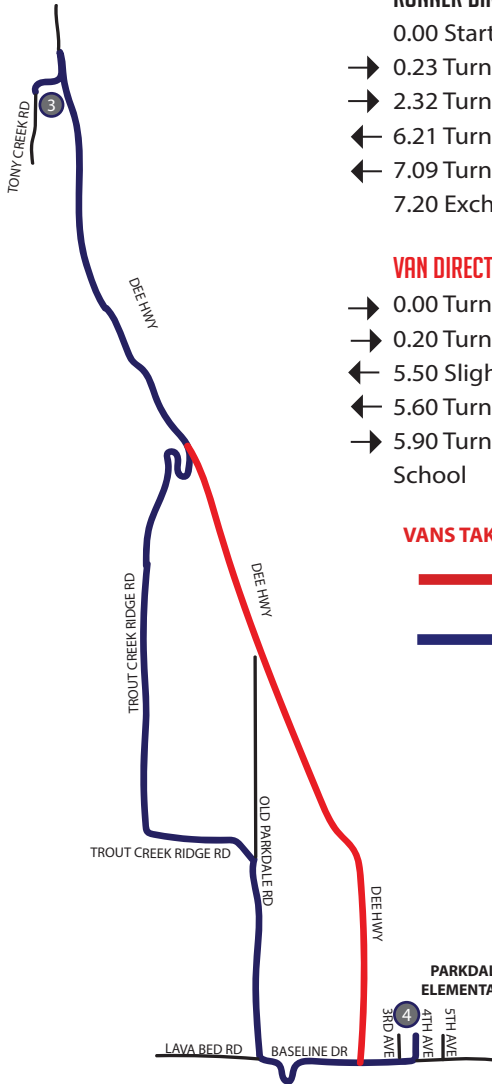 0.00 Start
0.23 Turn
2.32 Turn
6.21 Turn
7.09 Turn
7.20 Exch
VAN DIRECT
0.00 Turn
0.20 Turn
5.50 Sligh
5.60 Turn
5.90 Turn
School
VANS TAK
3
TONY CREEK RD
DEE HWY
DEE HWY
TROUT CREEK RIDGE RD
TROUT CREEK RIDGE RD
OLD PARKDALE RD
DEE HWY
PARKDAL
ELEMENTA
3RD AVE
4
4TH AVE
5TH AVE
LAVA BED RD
BASELINE DR